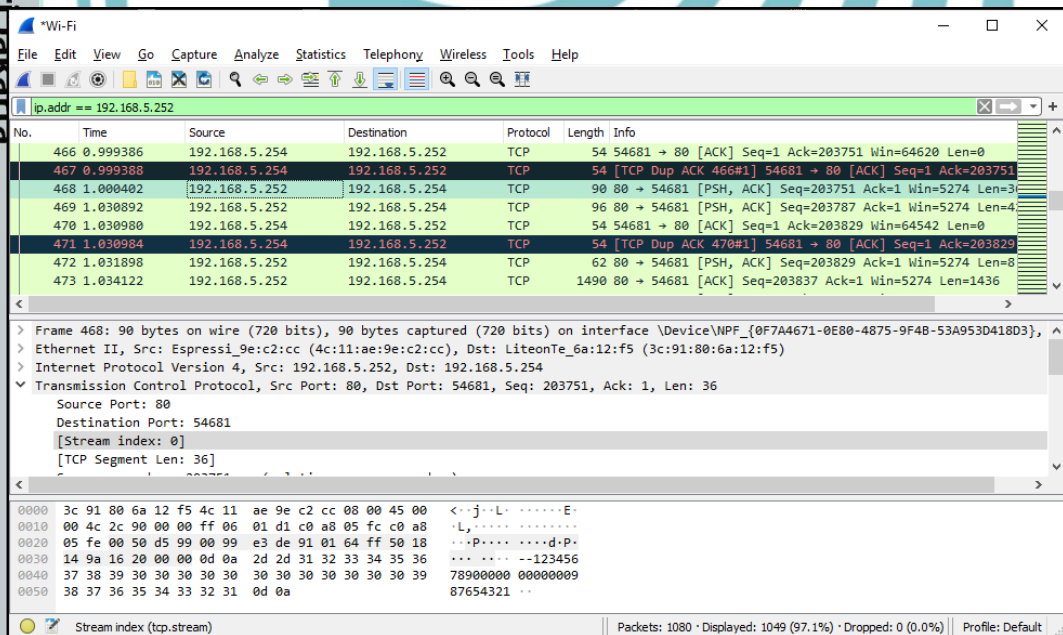 *Wi-Fi
File Edit View Go Capture Analyze Statistics Telephony Wireless Tools Help
ip.addr == 192.168.5.252
No. Time Source Destination Protocol Length Info
466 0.999386 192.168.5.254 192.168.5.252 TCP 54 54681 → 80 [ACK] Seq=1 Ack=203751 Win=64620 Len=0
467 0.999388 192.168.5.254 192.168.5.252 TCP 54 [TCP Dup ACK 466#1] 54681 → 80 [ACK] Seq=1 Ack=203751
468 1.000402 192.168.5.252 192.168.5.254 TCP 90 80 → 54681 [PSH, ACK] Seq=203751 Ack=1 Win=5274 Len=3
469 1.030892 192.168.5.252 192.168.5.254 TCP 96 80 → 54681 [PSH, ACK] Seq=203787 Ack=1 Win=5274 Len=4
470 1.030980 192.168.5.254 192.168.5.252 TCP 54 54681 → 80 [ACK] Seq=1 Ack=203829 Win=64542 Len=0
471 1.030984 192.168.5.254 192.168.5.252 TCP 54 [TCP Dup ACK 470#1] 54681 → 80 [ACK] Seq=1 Ack=203829
472 1.031898 192.168.5.252 192.168.5.254 TCP 62 80 → 54681 [PSH, ACK] Seq=203829 Ack=1 Win=5274 Len=8
473 1.034122 192.168.5.252 192.168.5.254 TCP 1490 80 → 54681 [ACK] Seq=203837 Ack=1 Win=5274 Len=1436
Frame 468: 90 bytes on wire (720 bits), 90 bytes captured (720 bits) on interface \Device\NPF_{0F7A4671-0E80-4875-9F4B-53A953D418D3},
Ethernet II, Src: Espressi_9e:c2:cc (4c:11:ae:9e:c2:cc), Dst: LiteonTe_6a:12:f5 (3c:91:80:6a:12:f5)
Internet Protocol Version 4, Src: 192.168.5.252, Dst: 192.168.5.254
Transmission Control Protocol, Src Port: 80, Dst Port: 54681, Seq: 203751, Ack: 1, Len: 36
Source Port: 80
Destination Port: 54681
[Stream index: 0]
[TCP Segment Len: 36]
0000 3c 91 80 6a 12 f5 4c 11 ae 9e c2 cc 08 00 45 00 <··j··L· ······E·
0010 00 4c 2c 90 00 00 ff 06 01 d1 c0 a8 05 fc c0 a8 ·L,····· ········
0020 05 fe 00 50 d5 99 00 99 e3 de 91 01 64 ff 50 18 ···P···· ····d·P·
0030 14 9a 16 20 00 00 0d 0a 2d 2d 31 32 33 34 35 36 ··· ···· --123456
0040 37 38 39 30 30 30 30 30 30 30 30 30 30 30 30 39 78900000 00000009
0050 38 37 36 35 34 33 32 31 0d 0a 87654321 ··
Stream index (tcp.stream) Packets: 1080 · Displayed: 1049 (97.1%) · Dropped: 0 (0.0%) Profile: Default